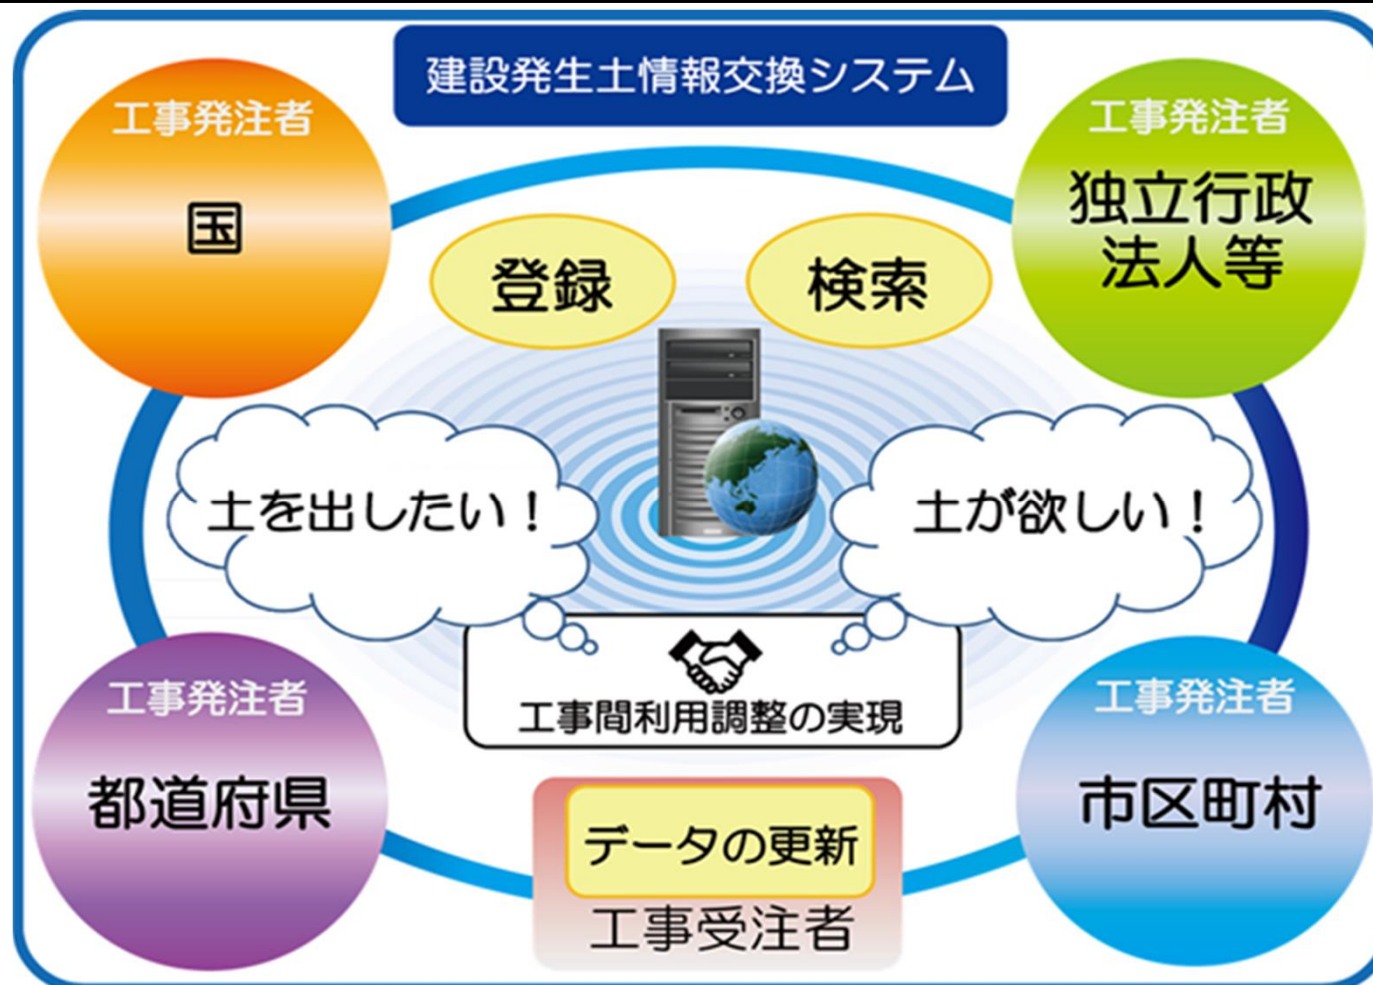 建設発生土情報交換システム
工事発注者
国
工事発注者
独立行政
法人等
登録
検索
土を出したい！
土が欲しい！
工事間利用調整の実現
工事発注者
都道府県
工事発注者
市区町村
データの更新
工事受注者